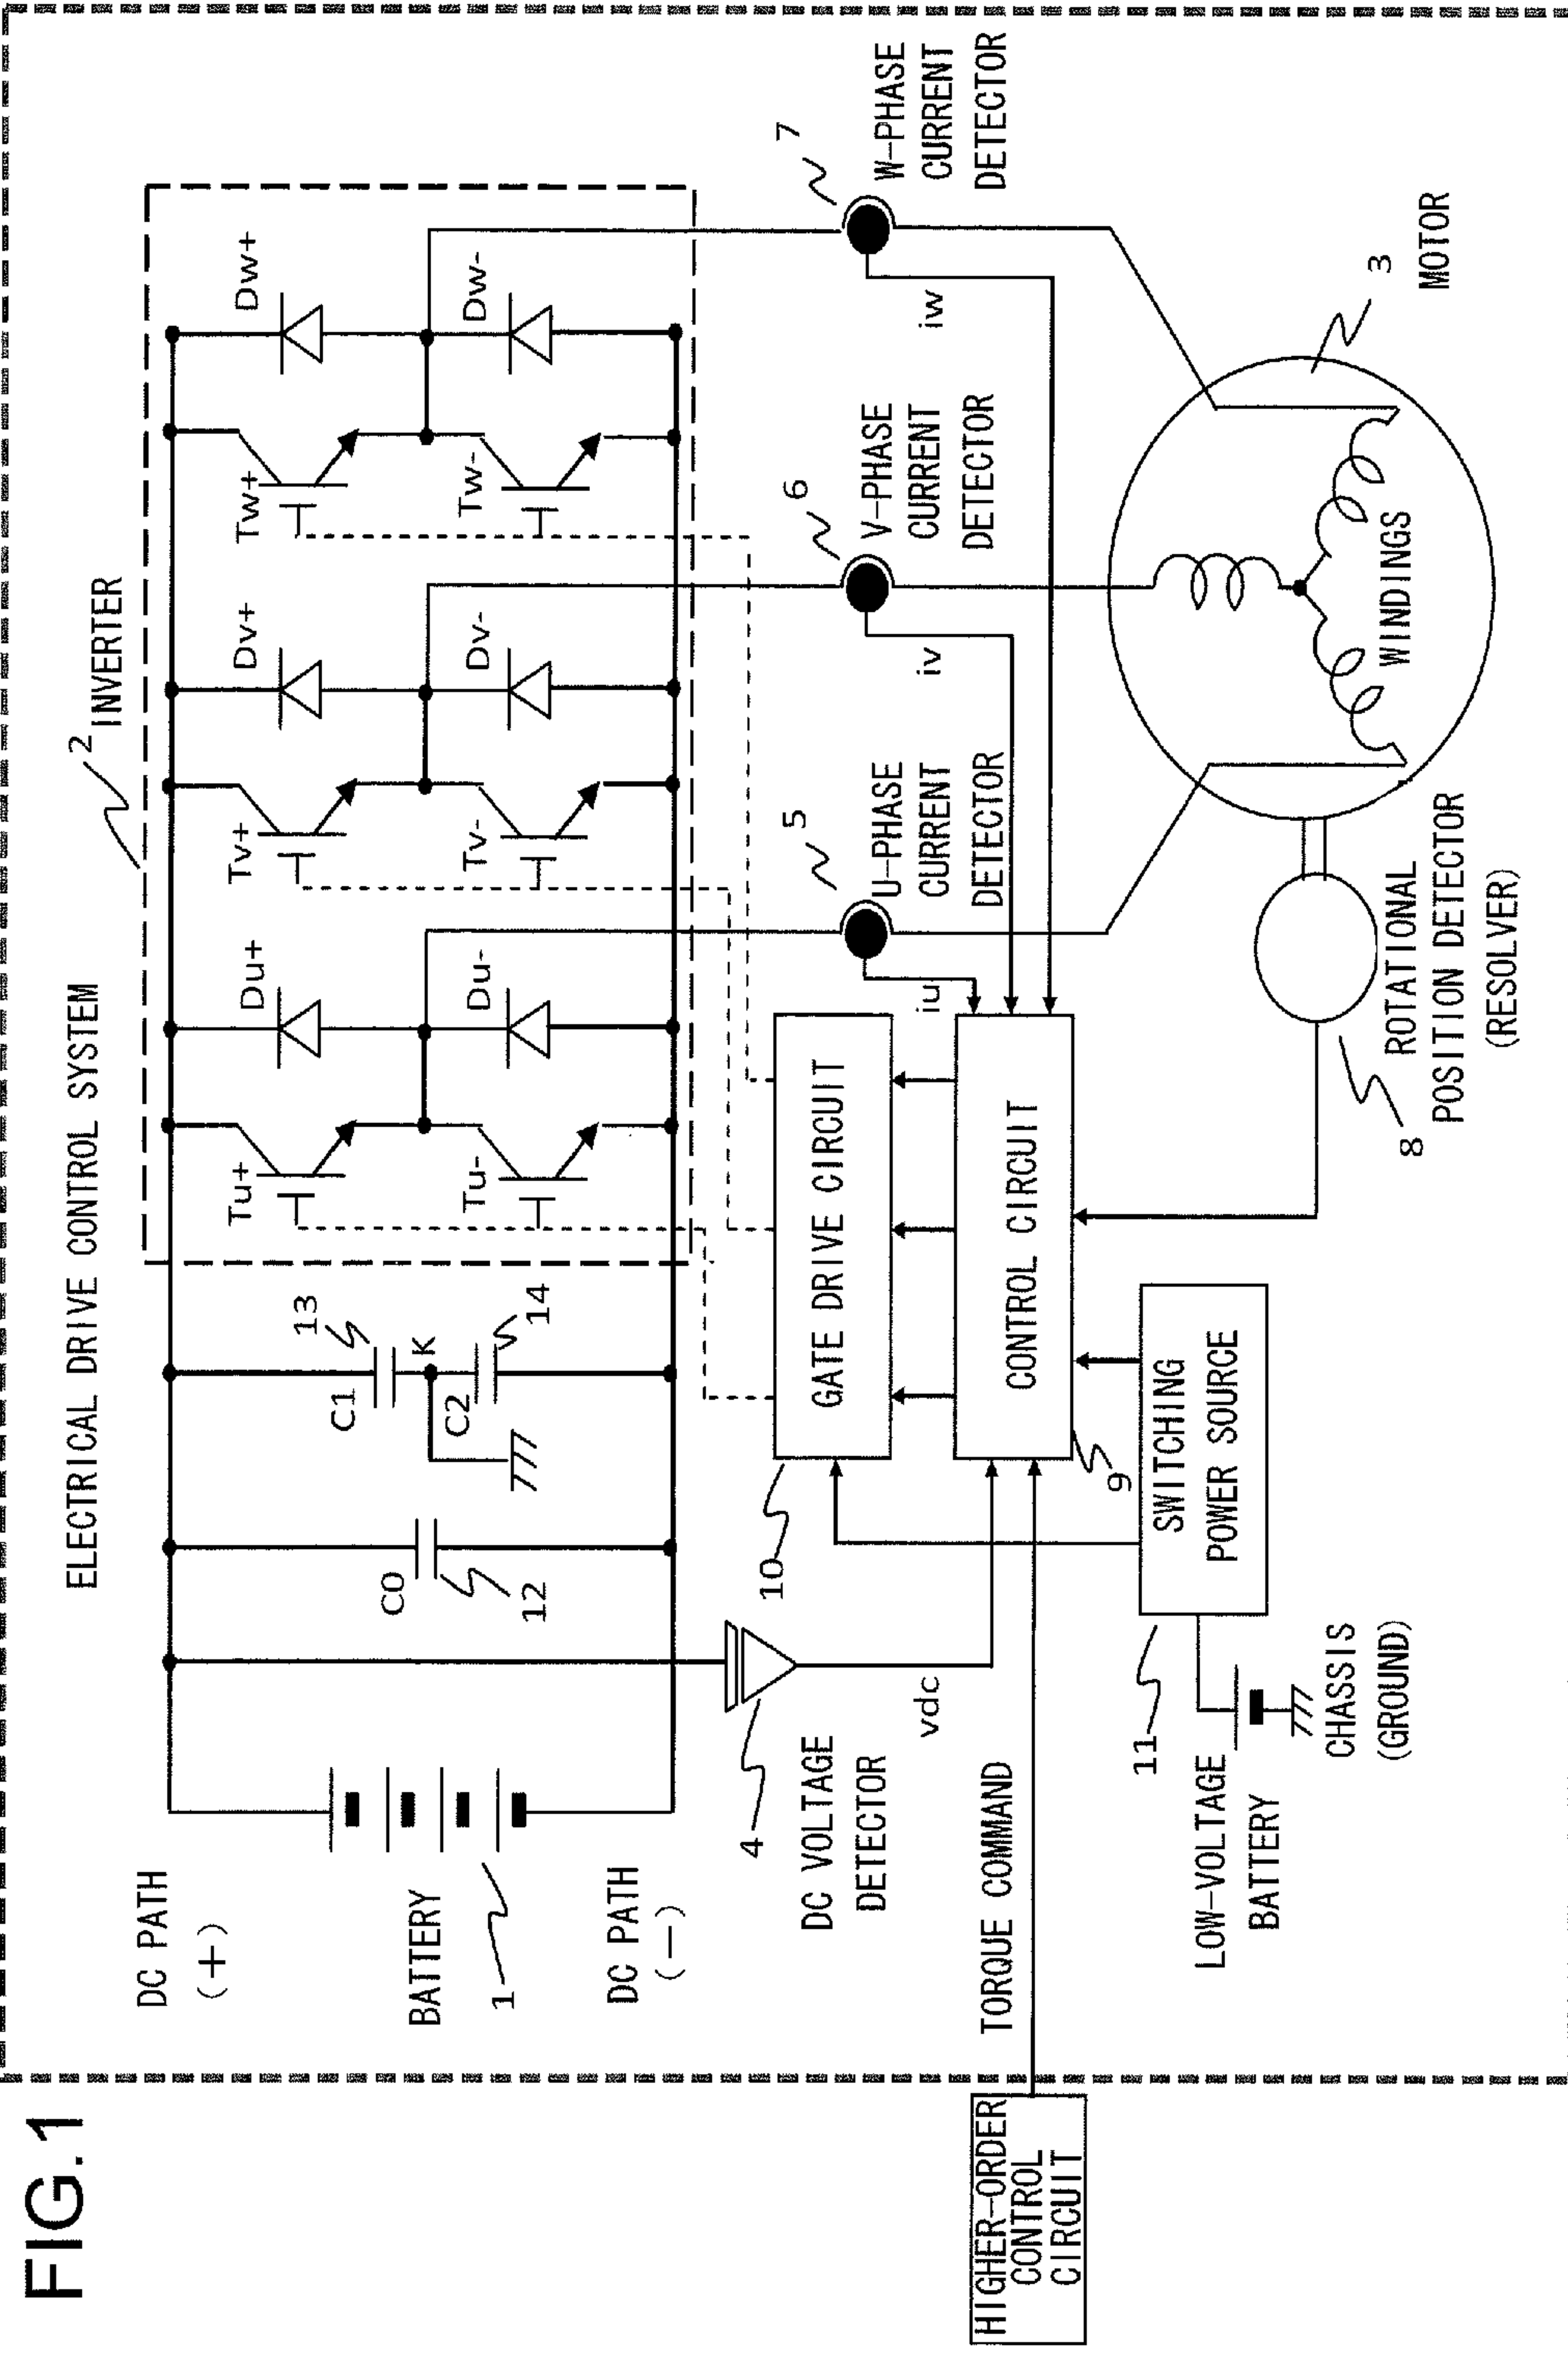 FIG.1
ELECTRICAL DRIVE CONTROL SYSTEM
2
INVERTER
DC PATH
(+)
BATTERY
1
DC PATH
(−)
C0
12
C1
13
K
C2
14
Tu+
Du+
Tu-
Du-
Tv+
Dv+
Tv-
Dv-
Tw+
Dw+
Tw-
Dw-
4
DC VOLTAGE
DETECTOR
vdc
10
GATE DRIVE CIRCUIT
5
U-PHASE
CURRENT
DETECTOR
iu
6
V-PHASE
CURRENT
DETECTOR
iv
7
W-PHASE
CURRENT
DETECTOR
iw
HIGHER-ORDER
CONTROL
CIRCUIT
TORQUE COMMAND
CONTROL CIRCUIT
9
SWITCHING
POWER SOURCE
11
LOW-VOLTAGE
BATTERY
CHASSIS
(GROUND)
8
ROTATIONAL
POSITION DETECTOR
(RESOLVER)
WINDINGS
3
MOTOR